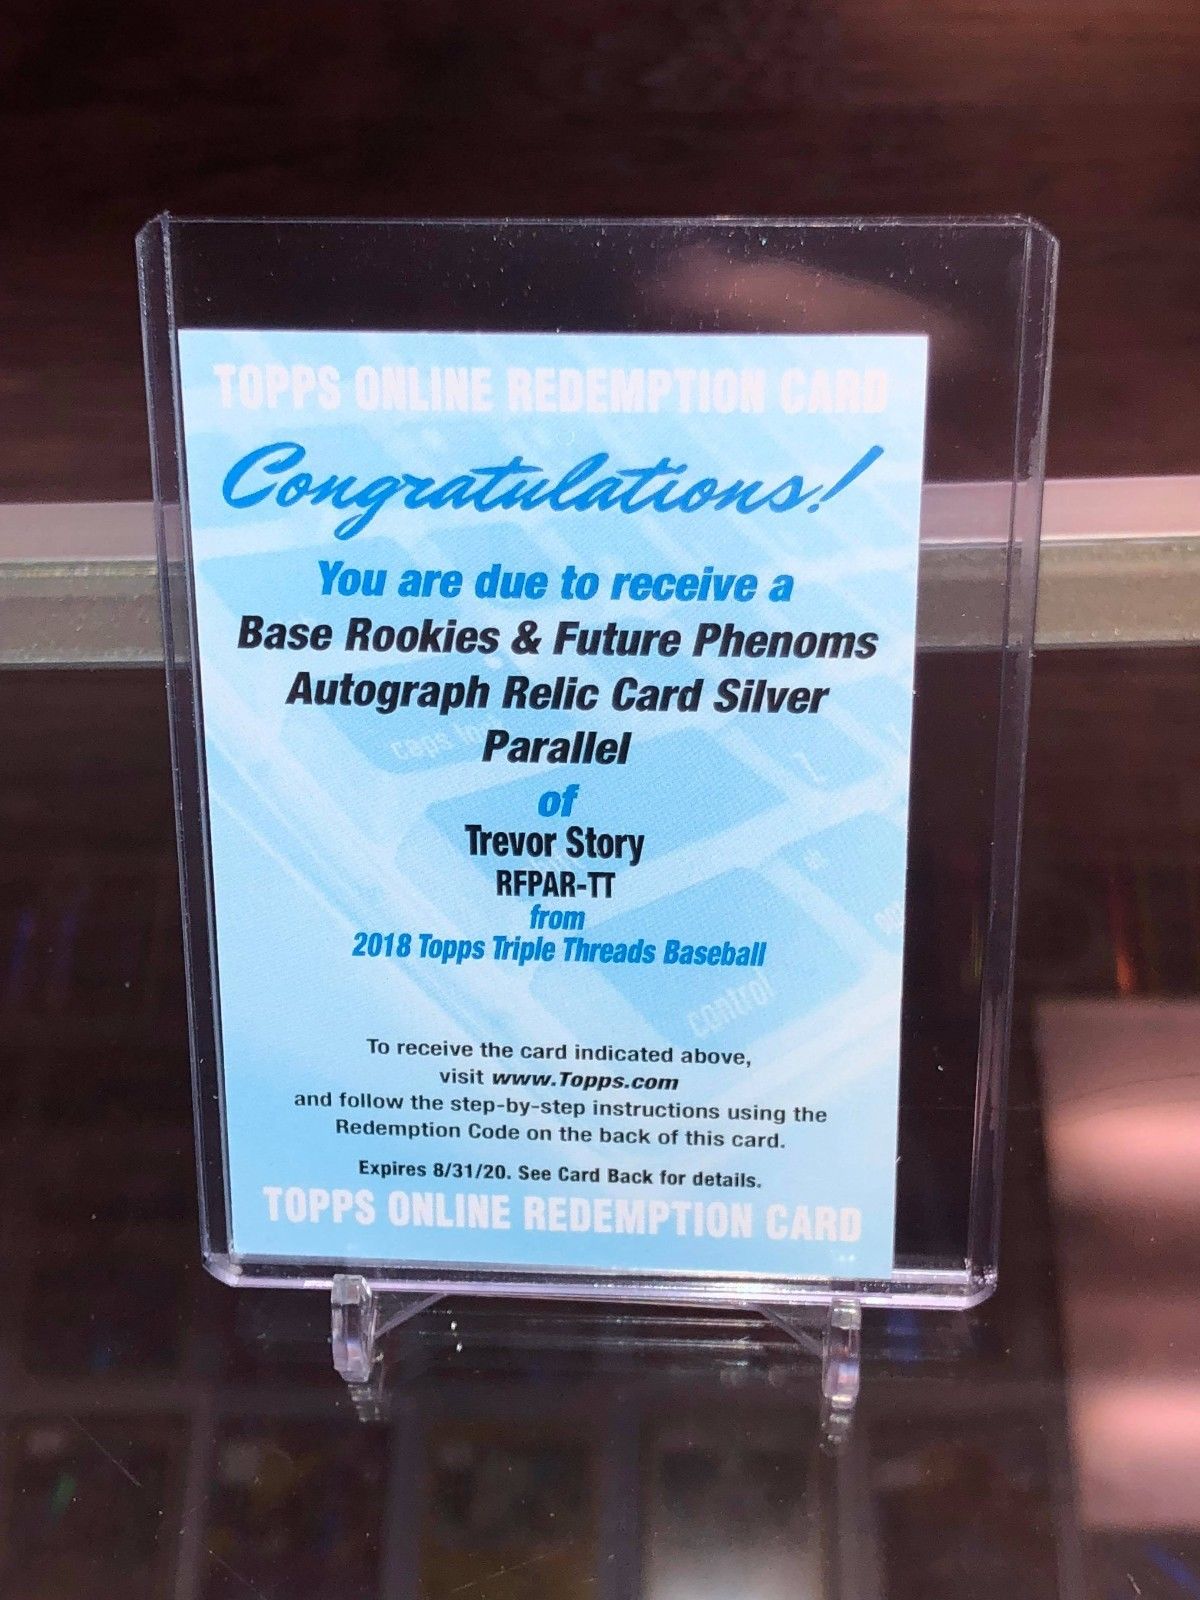 TOPPS ONLINE REDEMPTION CARD
Congratulations!
You are due to receive a
Base Rookies & Future Phenoms
Autograph Relic Card Silver
Parallel
of
Trevor Story
RFPAR-TT
from
2018 Topps Triple Threads Baseball
caps
Z
control
To receive the card indicated above,
visit www.Topps.com
and follow the step-by-step instructions using the
Redemption Code on the back of this card.
Expires 8/31/20. See Card Back for details.
TOPPS ONLINE REDEMPTION CARD